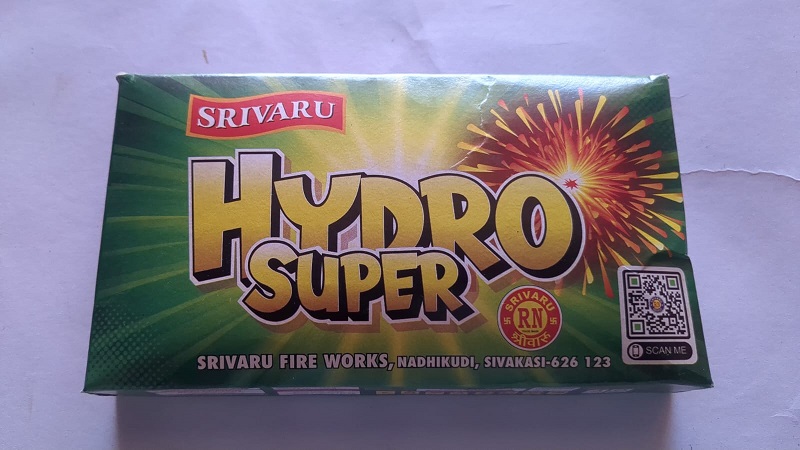 SRIVARU
HYDRO
SUPER
SRIVARU
RN
श्रीवारु
SCAN ME
SRIVARU FIRE WORKS, NADHIKUDI, SIVAKASI-626 123